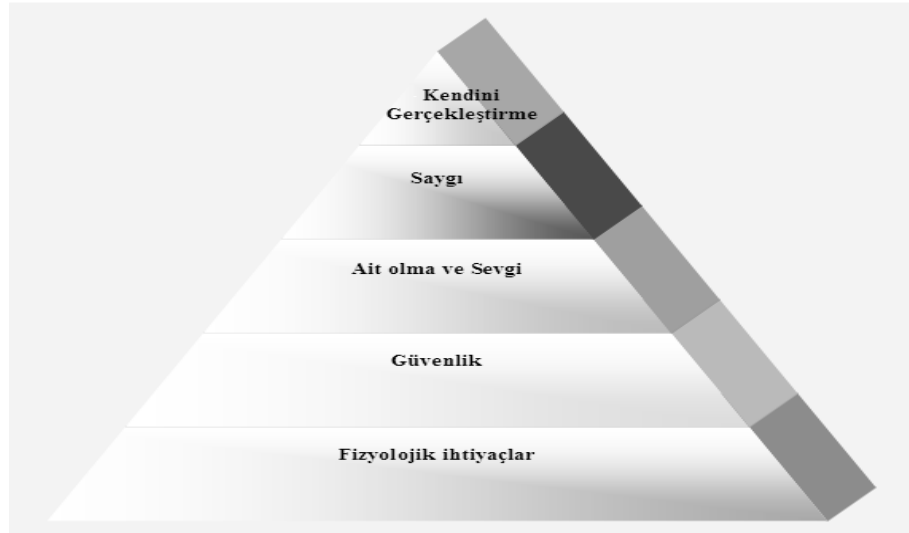 Kendini
Gerçekleştirme
Saygı
Ait olma ve Sevgi
Güvenlik
Fizyolojik ihtiyaçlar